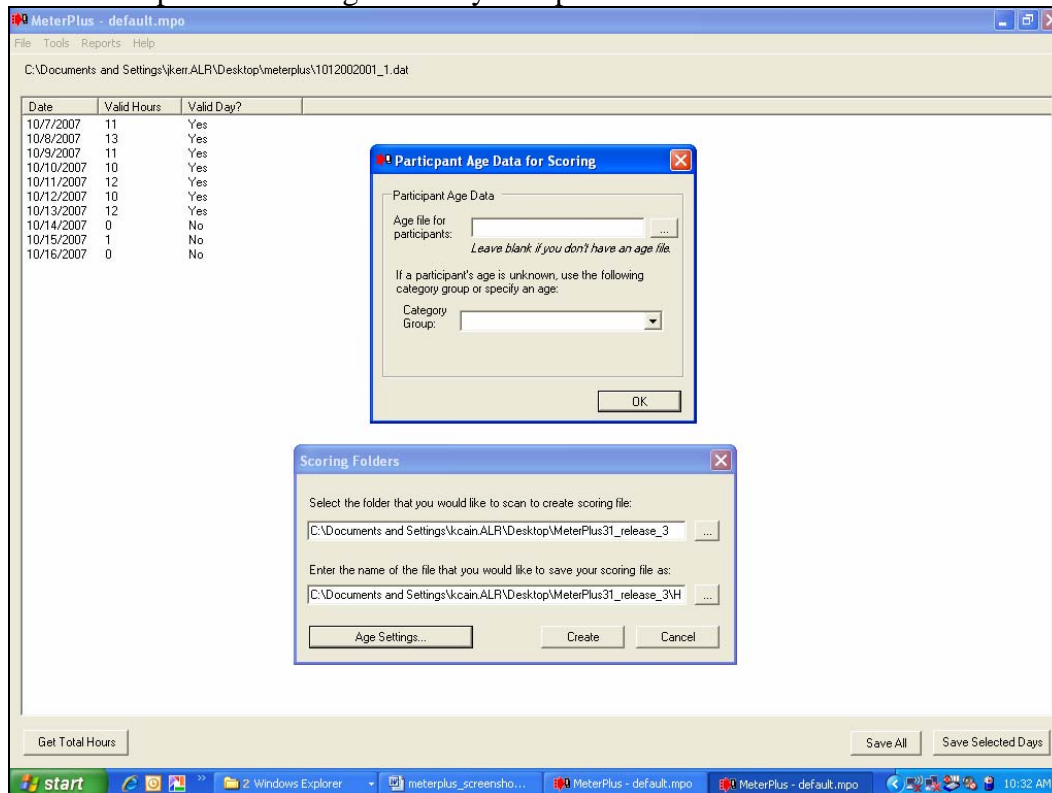 MeterPlus - default.mpo
File Tools Reports Help
C:\Documents and Settings\jkerr.ALR\Desktop\meterplus\1012002001_1.dat
Date Valid Hours Valid Day?
10/7/2007 11 Yes
10/8/2007 13 Yes
10/9/2007 11 Yes
10/10/2007 10 Yes
10/11/2007 12 Yes
10/12/2007 10 Yes
10/13/2007 12 Yes
10/14/2007 0 No
10/15/2007 1 No
10/16/2007 0 No
Particpant Age Data for Scoring
Participant Age Data
Age file for
participants:
...
Leave blank if you don't have an age file.
If a participant's age is unknown, use the following
category group or specify an age:
Category
Group:
OK
Scoring Folders
Select the folder that you would like to scan to create scoring file:
C:\Documents and Settings\kcain.ALR\Desktop\MeterPlus31_release_3 ...
Enter the name of the file that you would like to save your scoring file as:
C:\Documents and Settings\kcain.ALR\Desktop\MeterPlus31_release_3\H ...
Age Settings... Create Cancel
Get Total Hours Save All Save Selected Days
start 2 Windows Explorer meterplus_screensho... MeterPlus - default.mpo MeterPlus - default.mpo 10:32 AM